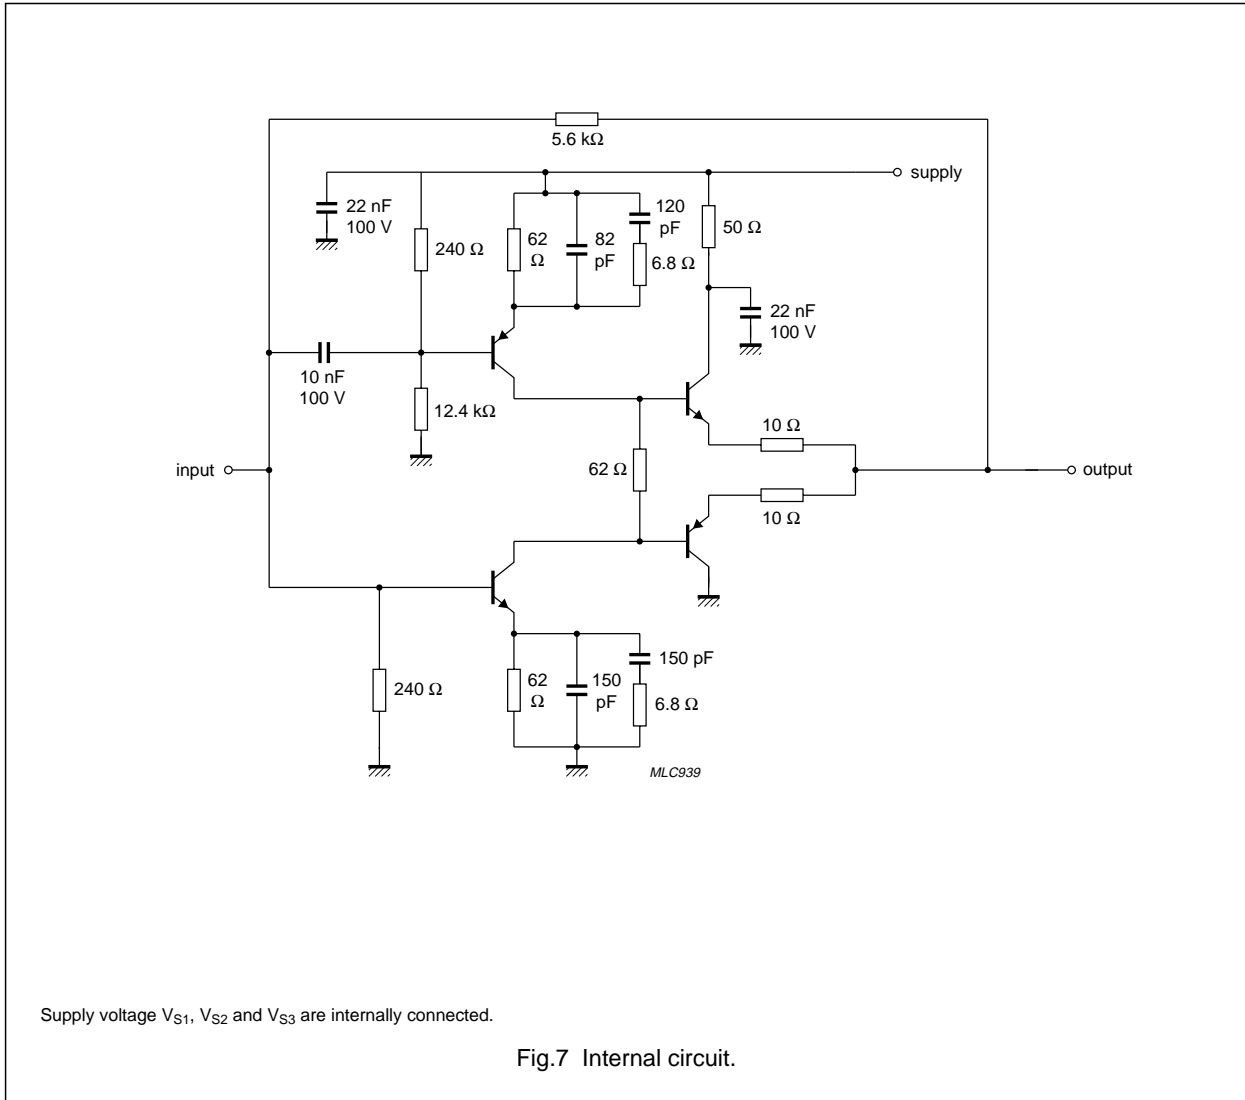 5.6 kΩ
supply
22 nF
100 V
240 Ω
62
Ω
82
pF
120
pF
6.8 Ω
50 Ω
22 nF
100 V
10 nF
100 V
12.4 kΩ
10 Ω
input
62 Ω
output
10 Ω
240 Ω
62
Ω
150
pF
150 pF
6.8 Ω
MLC939
Supply voltage VS1, VS2 and VS3 are internally connected.
Fig.7 Internal circuit.